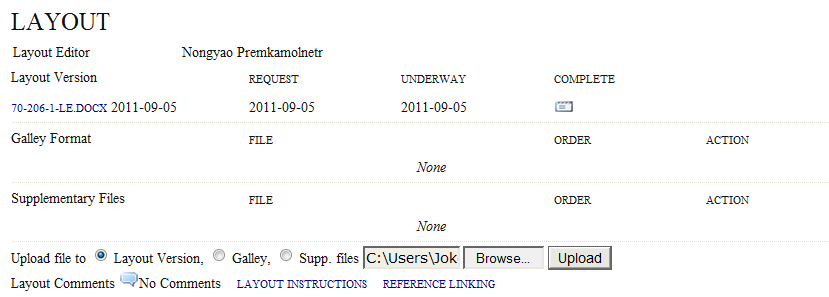 LAYOUT
Layout Editor Nongyao Premkamolnetr
Layout Version REQUEST UNDERWAY COMPLETE
70-206-1-LE.DOCX 2011-09-05 2011-09-05 2011-09-05
Galley Format FILE ORDER ACTION
None
Supplementary Files FILE ORDER ACTION
None
Upload file to Layout Version, Galley, Supp. files C:\Users\Jok Browse... Upload
Layout Comments No Comments LAYOUT INSTRUCTIONS REFERENCE LINKING